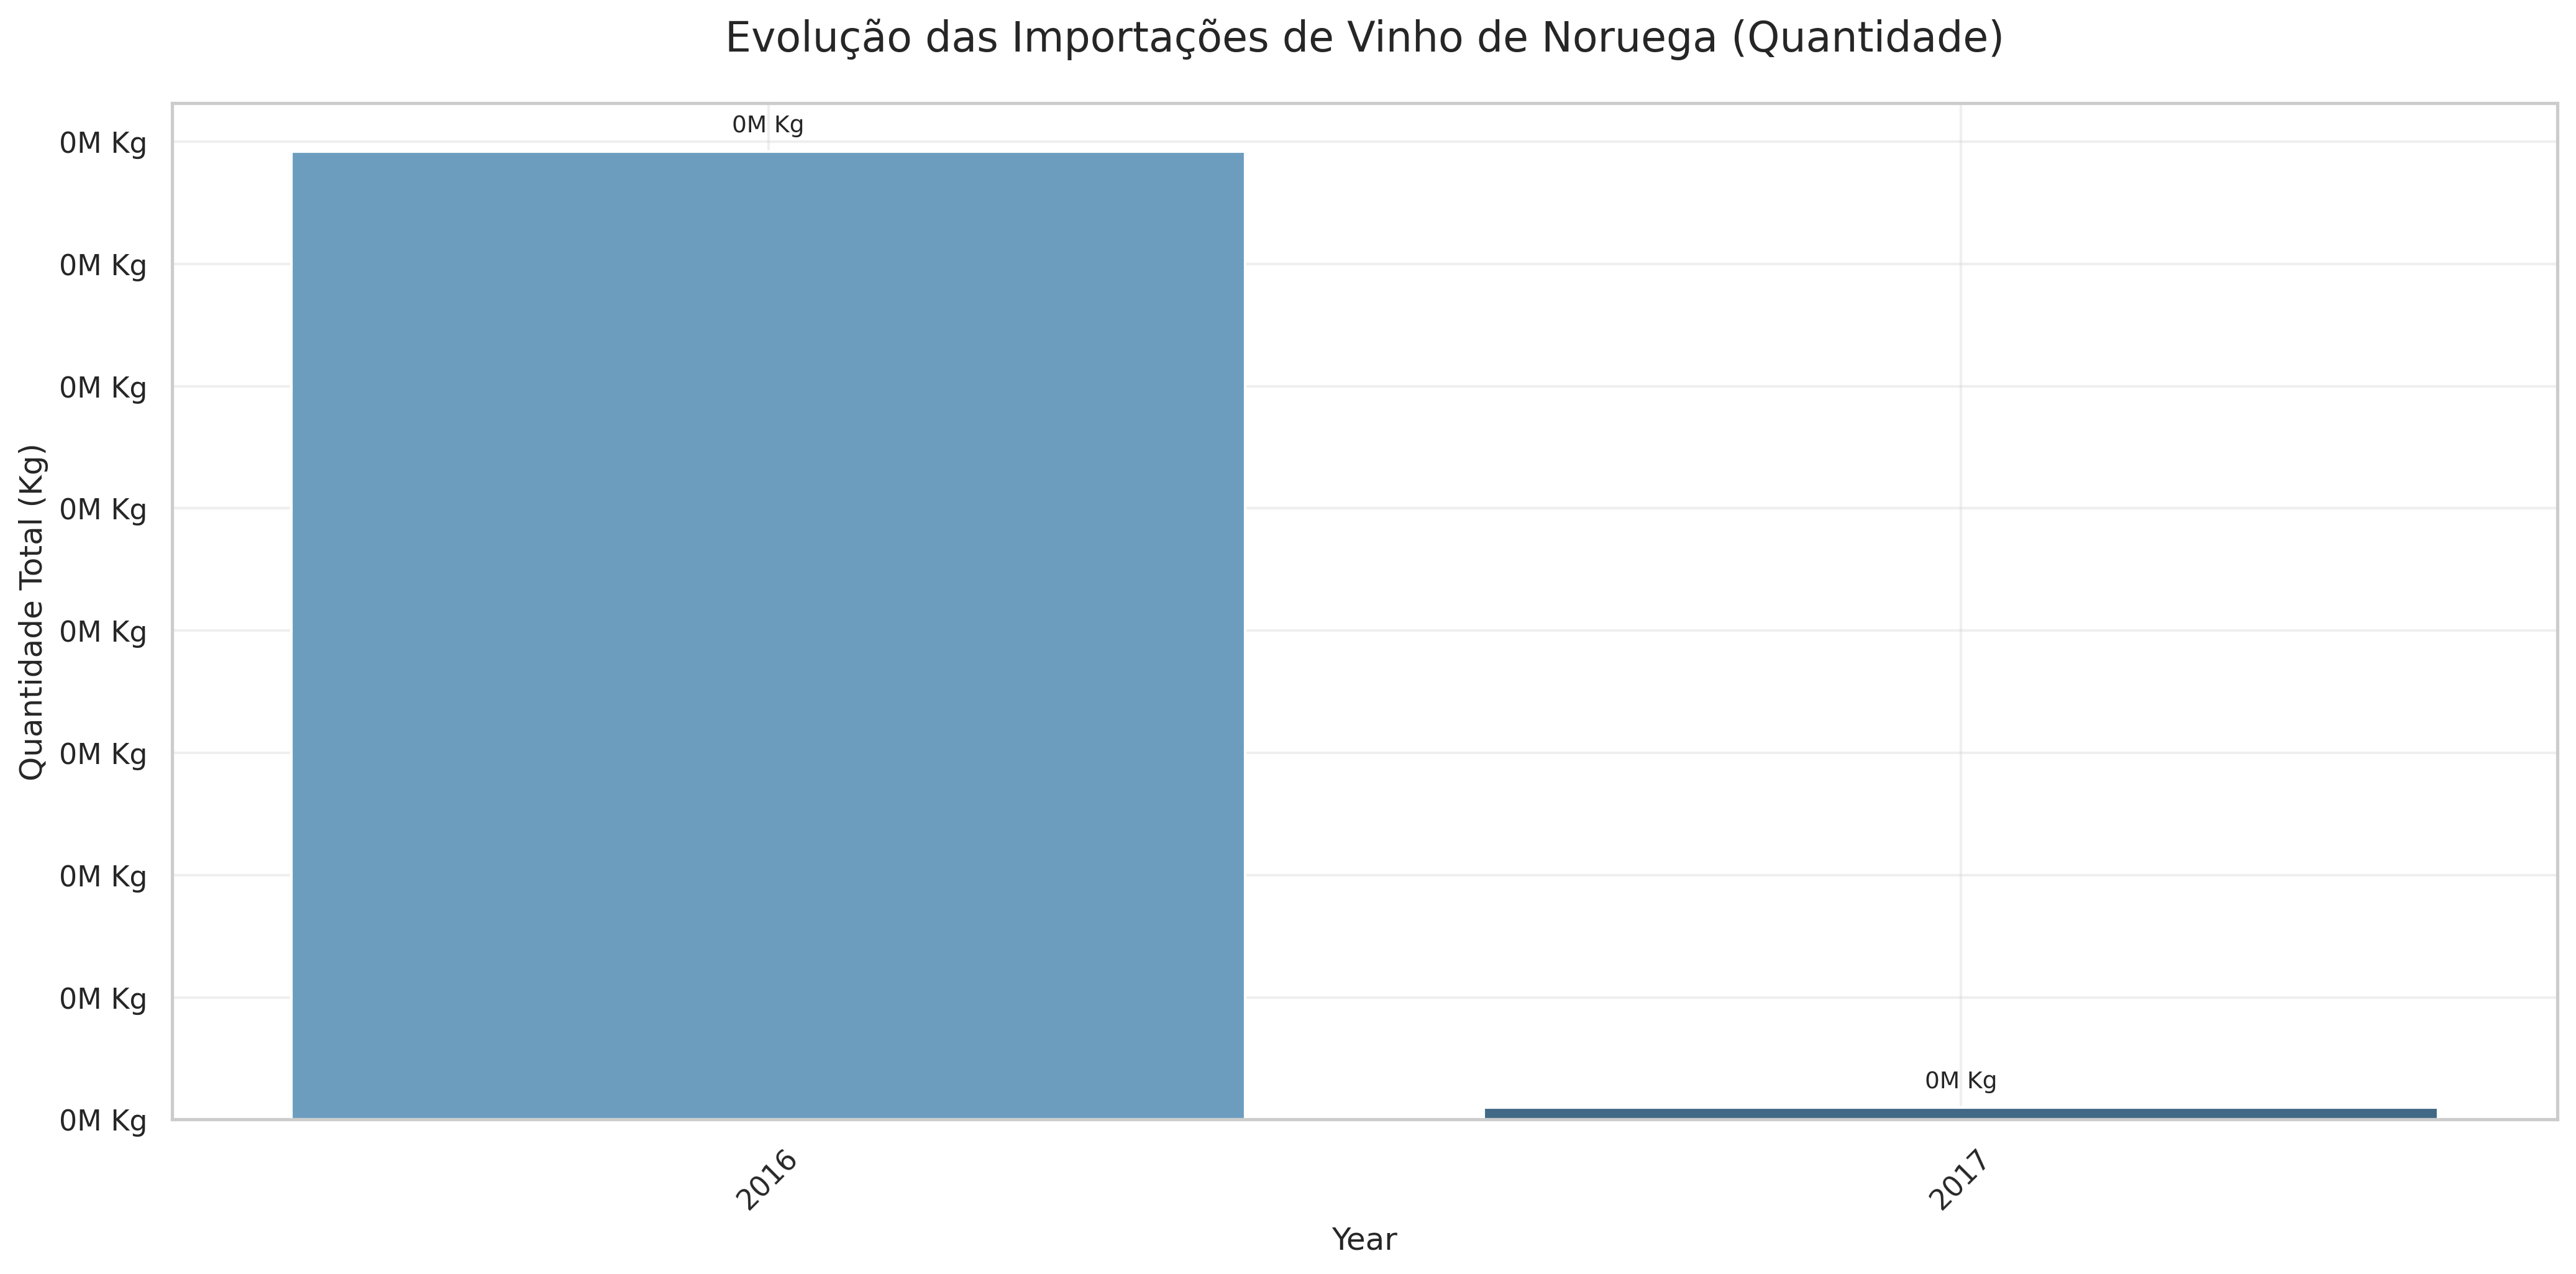 Evolução das Importações de Vinho de Noruega (Quantidade)
0M Kg
0M Kg
0M Kg
0M Kg
0M Kg
0M Kg
0M Kg
0M Kg
0M Kg
Quantidade Total (Kg)
0M Kg
0M Kg
2016
2017
Year